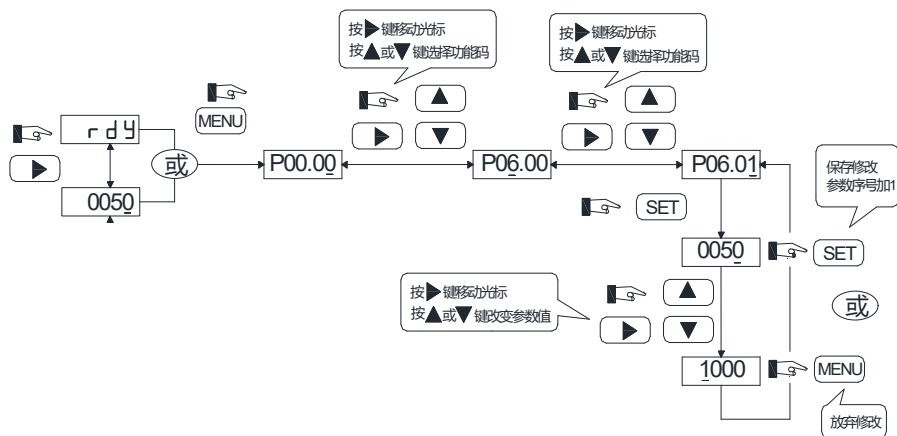 按▶键移动光标
按▲或▼键选择功能码
按▶键移动光标
按▲或▼键选择功能码
MENU
rdy
或
0050
P00.00
P06.00
P06.01
保存修改
参数序号加1
SET
0050
SET
按▶键移动光标
按▲或▼键改变参数值
或
1000
MENU
放弃修改